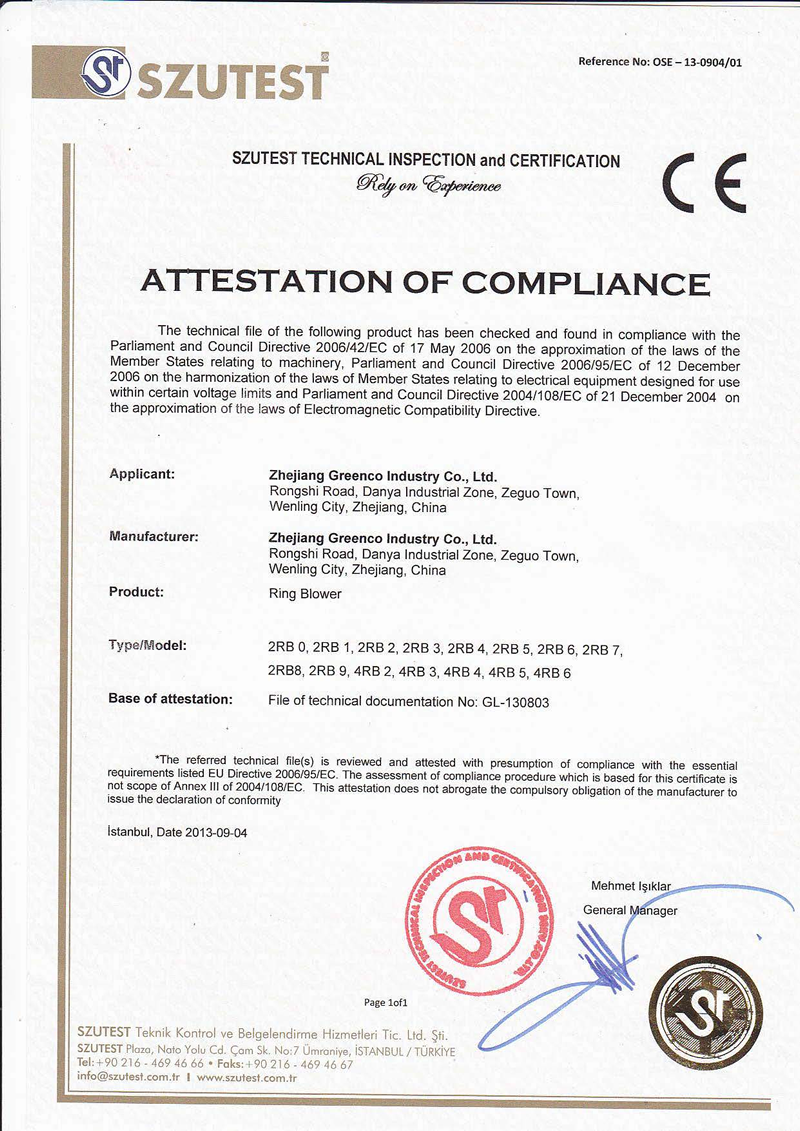 St SZUTEST®
Reference No: OSE – 13-0904/01
SZUTEST TECHNICAL INSPECTION and CERTIFICATION
Rely on Experience
CE
ATTESTATION OF COMPLIANCE
The technical file of the following product has been checked and found in compliance with the
Parliament and Council Directive 2006/42/EC of 17 May 2006 on the approximation of the laws of the
Member States relating to machinery, Parliament and Council Directive 2006/95/EC of 12 December
2006 on the harmonization of the laws of Member States relating to electrical equipment designed for use
within certain voltage limits and Parliament and Council Directive 2004/108/EC of 21 December 2004 on
the approximation of the laws of Electromagnetic Compatibility Directive.
Applicant: Zhejiang Greenco Industry Co., Ltd.
Rongshi Road, Danya Industrial Zone, Zeguo Town,
Wenling City, Zhejiang, China
Manufacturer: Zhejiang Greenco Industry Co., Ltd.
Rongshi Road, Danya Industrial Zone, Zeguo Town,
Wenling City, Zhejiang, China
Product: Ring Blower
Type/Model: 2RB 0, 2RB 1, 2RB 2, 2RB 3, 2RB 4, 2RB 5, 2RB 6, 2RB 7,
2RB8, 2RB 9, 4RB 2, 4RB 3, 4RB 4, 4RB 5, 4RB 6
Base of attestation: File of technical documentation No: GL-130803
*The referred technical file(s) is reviewed and attested with presumption of compliance with the essential
requirements listed EU Directive 2006/95/EC. The assessment of compliance procedure which is based for this certificate is
not scope of Annex III of 2004/108/EC. This attestation does not abrogate the compulsory obligation of the manufacturer to
issue the declaration of conformity
İstanbul, Date 2013-09-04
SZUTEST TECHNICAL INSPECTION AND CERTIFICATION SERV.CO.LTD.
St
Mehmet Işıklar
General Manager
St
Page 1of1
SZUTEST Teknik Kontrol ve Belgelendirme Hizmetleri Tic. Ltd. Şti.
SZUTEST Plaza, Nato Yolu Cd. Çam Sk. No:7 Ümraniye, İSTANBUL / TÜRKİYE
Tel:+90 216 - 469 46 66 • Faks:+90 216 - 469 46 67
info@szutest.com.tr I www.szutest.com.tr